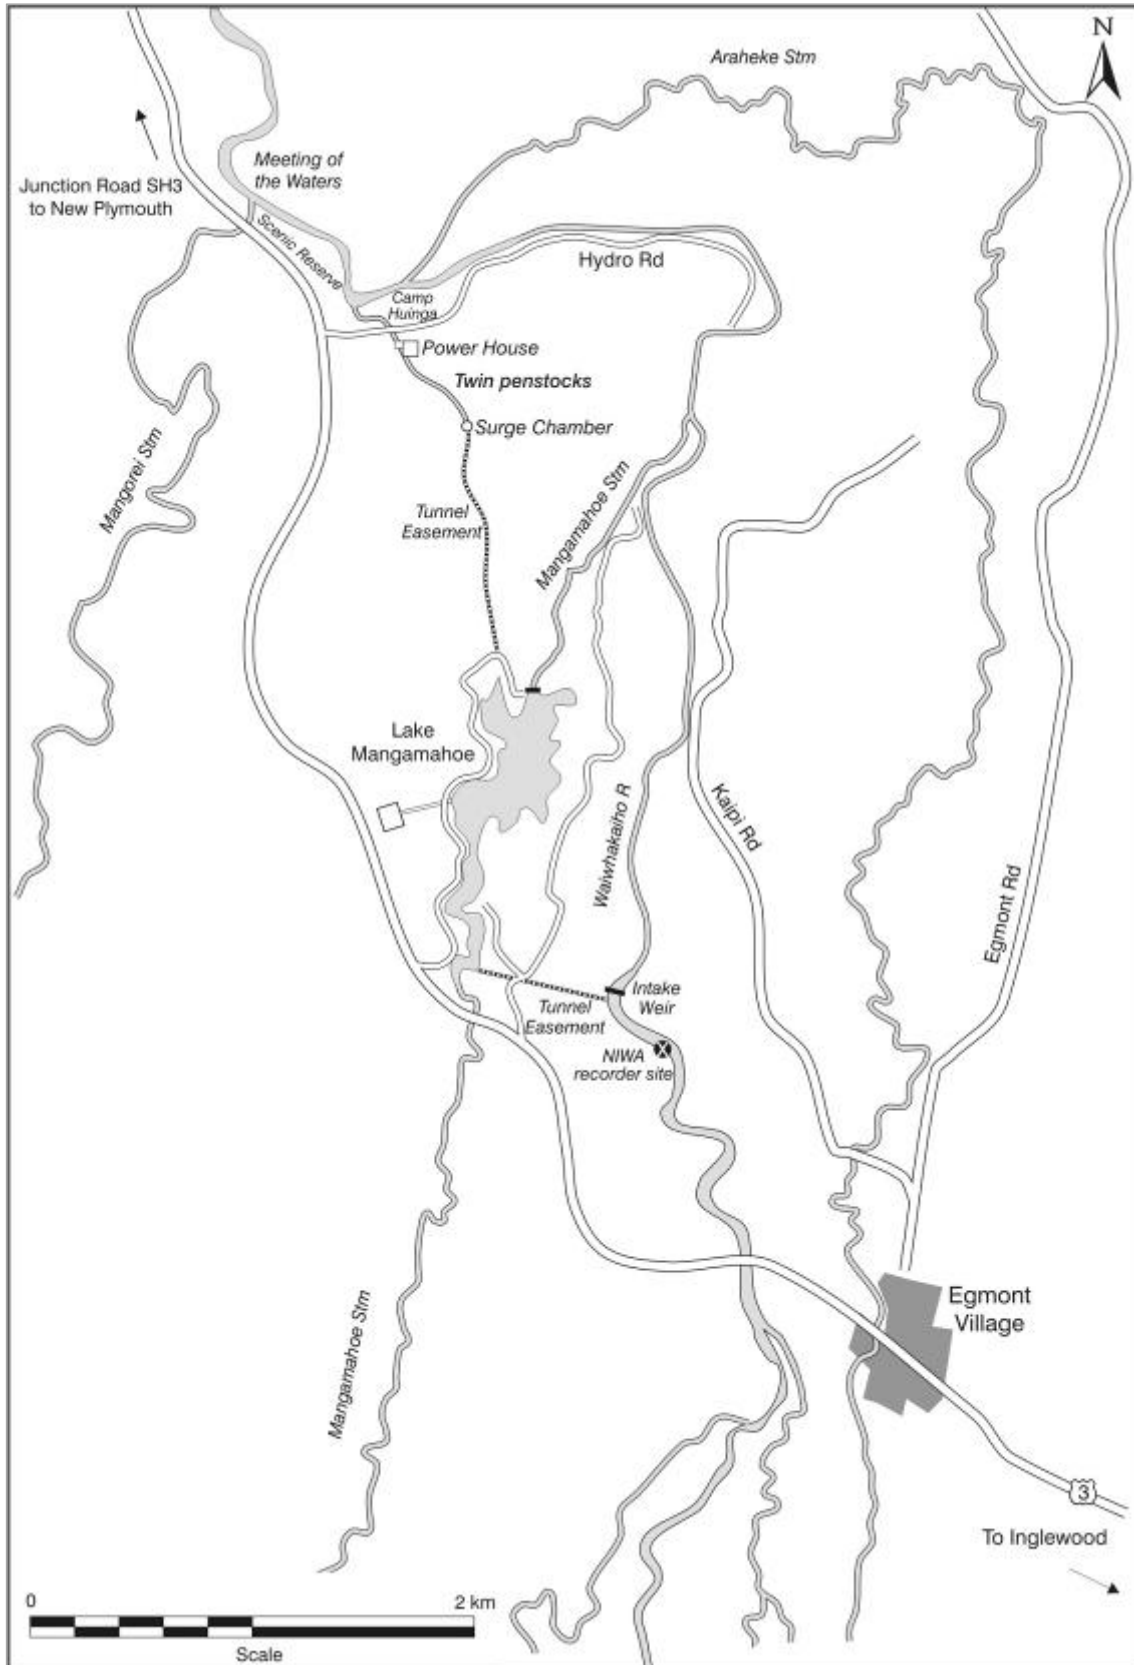 N
Araheke Stm
Meeting of
the Waters
Junction Road SH3
to New Plymouth
Scenic Reserve
Hydro Rd
Camp
Huinga
Power House
Twin penstocks
Surge Chamber
Mangorei Stm
Tunnel
Easement
Mangamahoe Stm
Lake
Mangamahoe
Kaipi Rd
Waiwhakaiho R
Egmont Rd
Intake
Weir
Tunnel
Easement
NIWA
recorder site
Mangamahoe Stm
Egmont
Village
3
To Inglewood
0
2 km
Scale